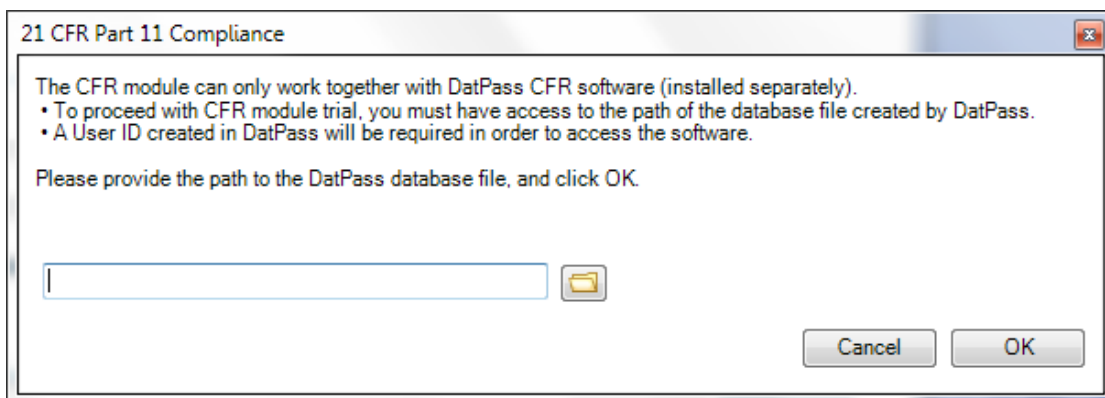 21 CFR Part 11 Compliance
The CFR module can only work together with DatPass CFR software (installed separately).
• To proceed with CFR module trial, you must have access to the path of the database file created by DatPass.
• A User ID created in DatPass will be required in order to access the software.
Please provide the path to the DatPass database file, and click OK.
Cancel OK